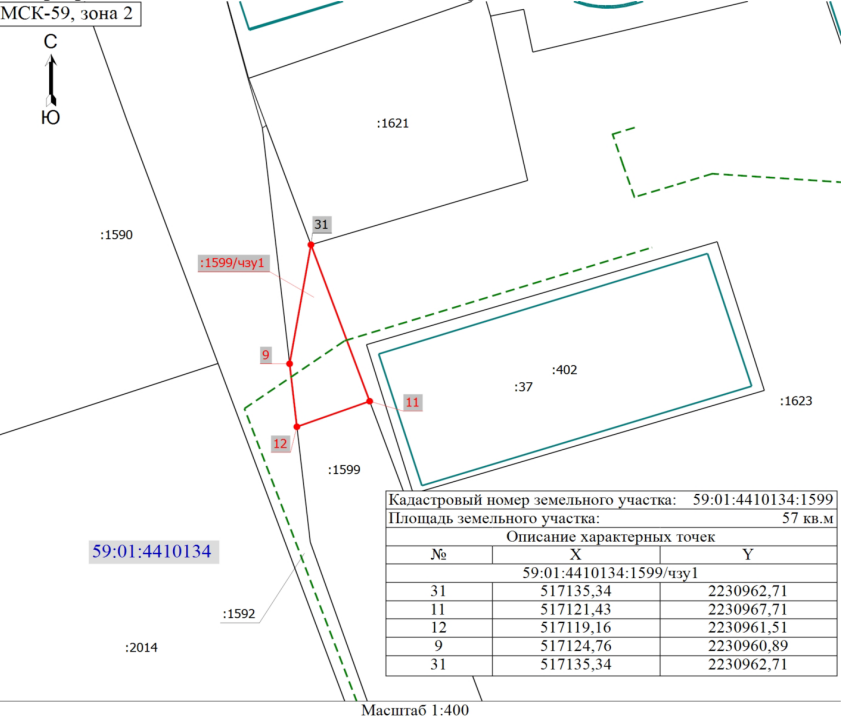 МСК-59, зона 2
С
Ю
:1621
31
:1590
:1599/чзу1
9
:402
:37
11
:1623
12
:1599
Кадастровый номер земельного участка: 59:01:4410134:1599
Площадь земельного участка: 57 кв.м
Описание характерных точек
№ X Y
59:01:4410134:1599/чзу1
31 517135,34 2230962,71
11 517121,43 2230967,71
12 517119,16 2230961,51
9 517124,76 2230960,89
31 517135,34 2230962,71
59:01:4410134
:1592
:2014
Масштаб 1:400